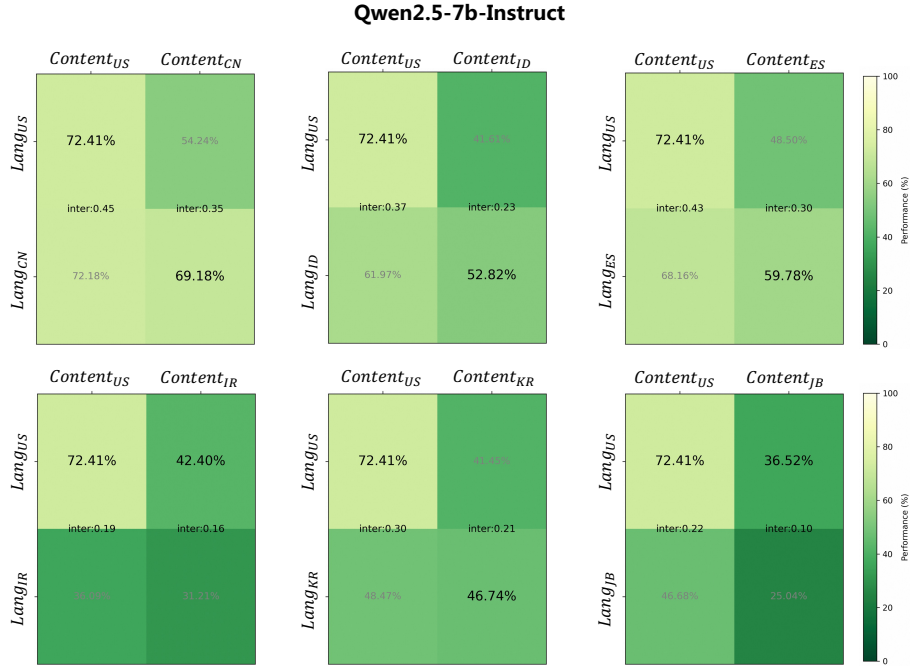 Qwen2.5-7b-Instruct
Content_US Content_CN
Lang_US 72.41% 54.24%
inter:0.45 inter:0.35
Lang_CN 72.18% 69.18%
Content_US Content_ID
Lang_US 72.41% 41.61%
inter:0.37 inter:0.23
Lang_ID 61.97% 52.82%
Content_US Content_ES
Lang_US 72.41% 48.50%
inter:0.43 inter:0.30
Lang_ES 68.16% 59.78%
100
80
60
40
20
0
Performance (%)
Content_US Content_IR
Lang_US 72.41% 42.40%
inter:0.19 inter:0.16
Lang_IR 31.21%
Content_US Content_KR
Lang_US 72.41% 41.45%
inter:0.30 inter:0.21
Lang_KR 48.47% 46.74%
Content_US Content_JB
Lang_US 72.41% 36.52%
inter:0.22 inter:0.10
Lang_JB 46.68% 25.04%
100
80
60
40
20
0
Performance (%)